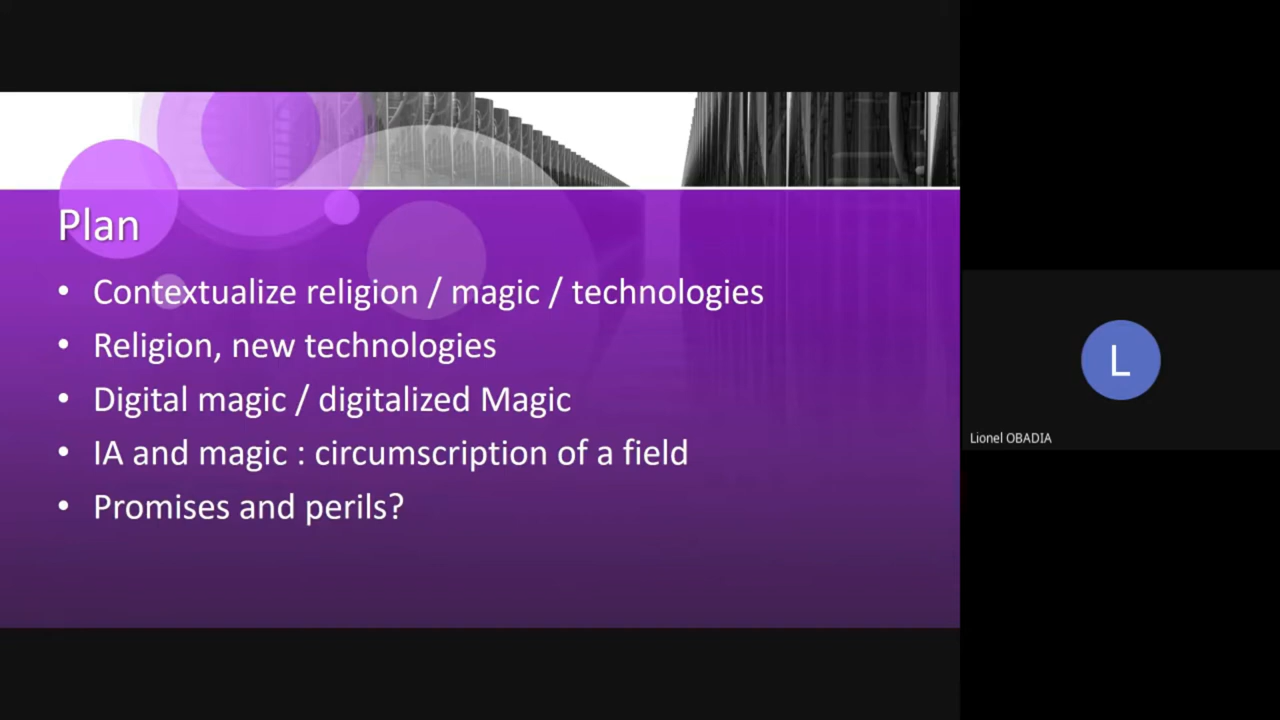 Plan
• Contextualize religion / magic / technologies
• Religion, new technologies
• Digital magic / digitalized Magic
• IA and magic : circumscription of a field
• Promises and perils?
L
Lionel OBADIA